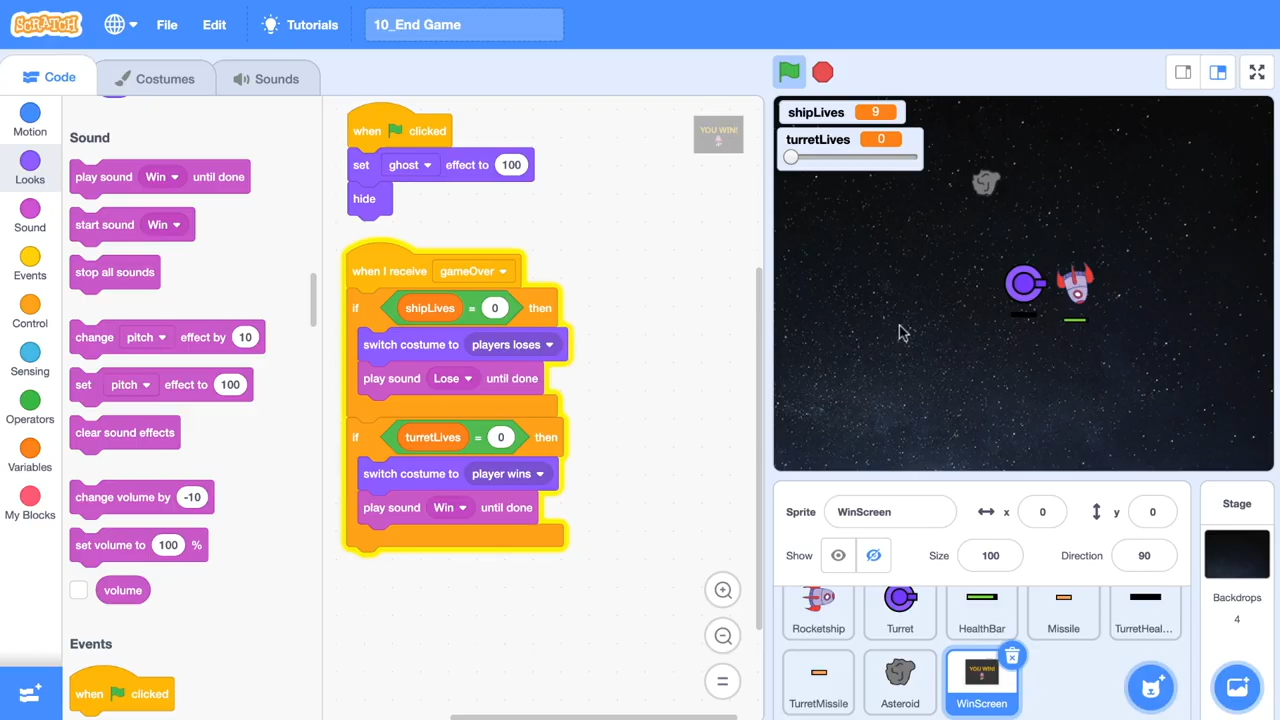 SCRATCH File Edit Tutorials 10_End Game
Code Costumes Sounds
Motion
Looks
Sound
Events
Control
Sensing
Operators
Variables
My Blocks
Sound
play sound Win until done
start sound Win
stop all sounds
change pitch effect by 10
set pitch effect to 100
clear sound effects
change volume by -10
set volume to 100 %
volume
Events
when clicked
when clicked
set ghost effect to 100
hide
when I receive gameOver
if shipLives = 0 then
switch costume to players loses
play sound Lose until done
if turretLives = 0 then
switch costume to player wins
play sound Win until done
YOU WIN!
shipLives 9
turretLives 0
Sprite WinScreen x 0 y 0
Show Size 100 Direction 90
Rocketship Turret HealthBar Missile TurretHeal...
TurretMissile Asteroid WinScreen
YOU WIN!
Stage
Backdrops
4